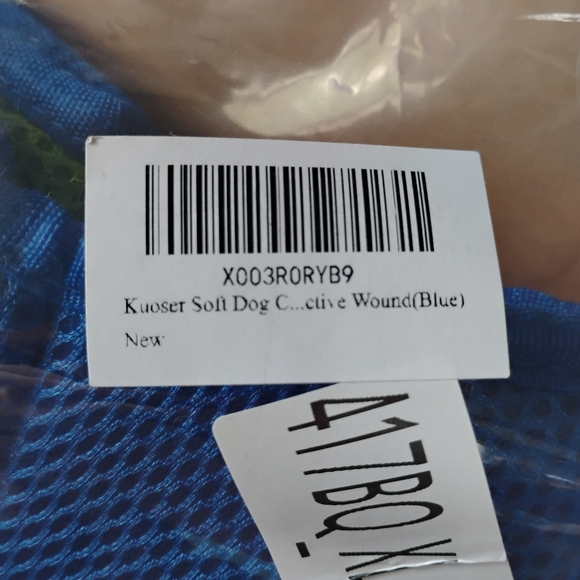 X003R0RYB9
Kuoser Soft Dog C...ctive Wound(Blue)
New
417BQ